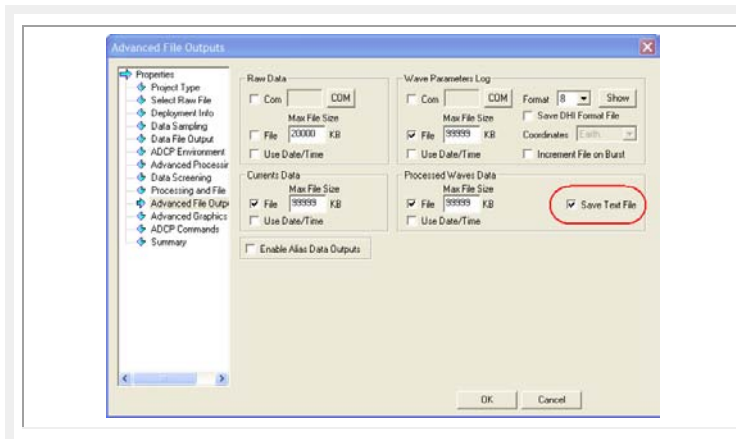 Advanced File Outputs
Properties
Project Type
Select Raw File
Deployment Info
Data Sampling
Data File Output
ADCP Environment
Advanced Processir
Data Screening
Processing and File
Advanced File Outp
Advanced Graphics
ADCP Commands
Summary
Raw Data
Com COM
Max File Size
File 20000 KB
Use Date/Time
Currents Data
Max File Size
File 99999 KB
Use Date/Time
Enable Alias Data Outputs
Wave Parameters Log
Com COM Format 8 Show
Max File Size Save DHI Format File
File 99999 KB Coordinates Earth
Use Date/Time Increment File on Burst
Processed Waves Data
Max File Size
File 99999 KB Save Text File
Use Date/Time
OK Cancel